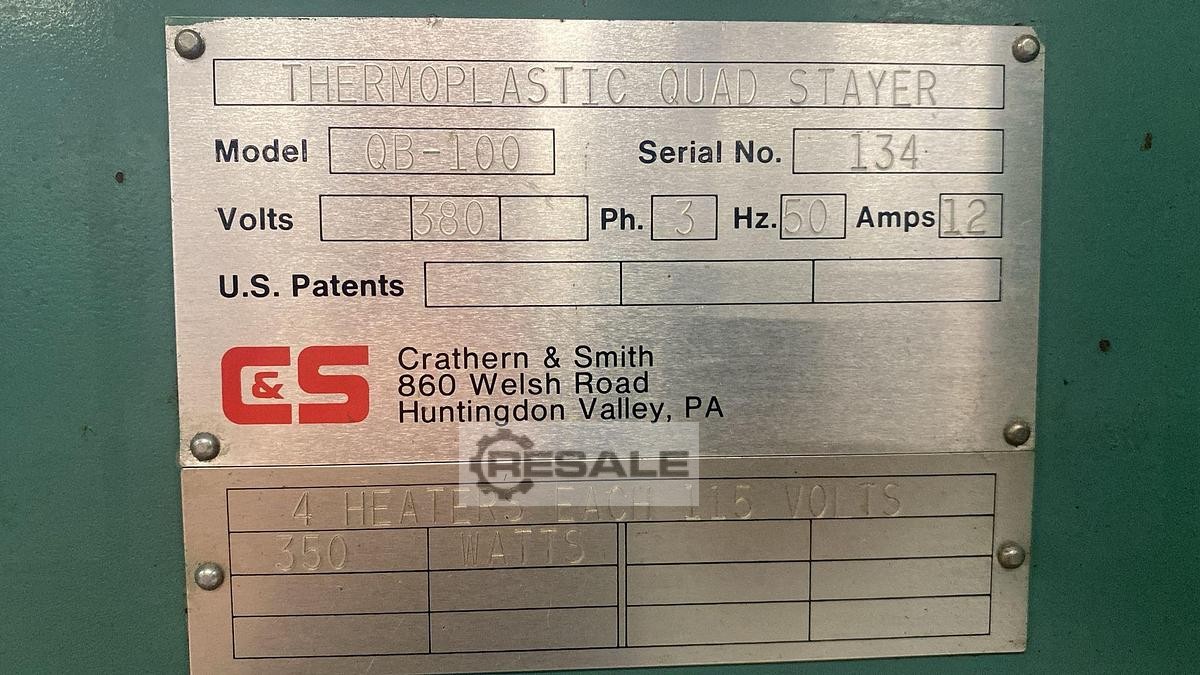 THERMOPLASTIC QUAD STAYER
Model QB-100 Serial No. 134
Volts 380 Ph. 3 Hz. 50 Amps 12
U.S. Patents
C&S
Crathern & Smith
860 Welsh Road
Huntingdon Valley, PA
RESALE
4 HEATERS EACH 115 VOLTS
350 WATTS